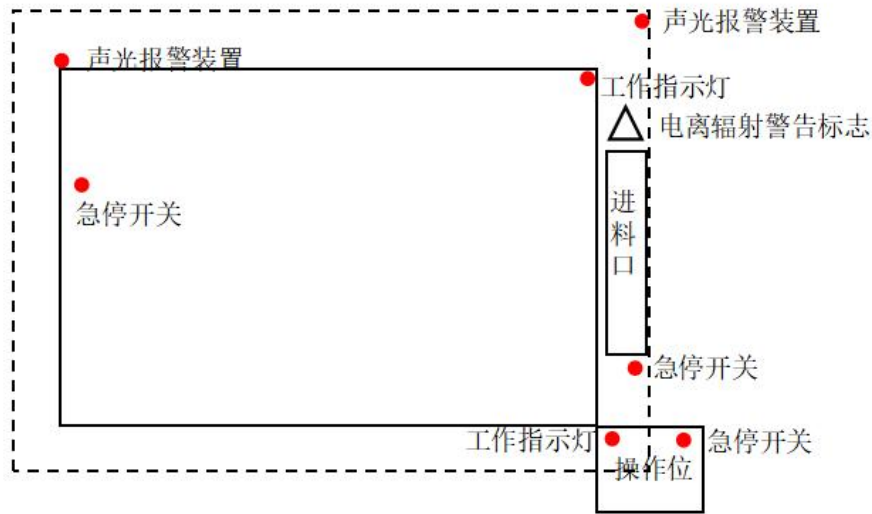 声光报警装置
声光报警装置
工作指示灯
电离辐射警告标志
急停开关
进
料
口
急停开关
工作指示灯
急停开关
操作位